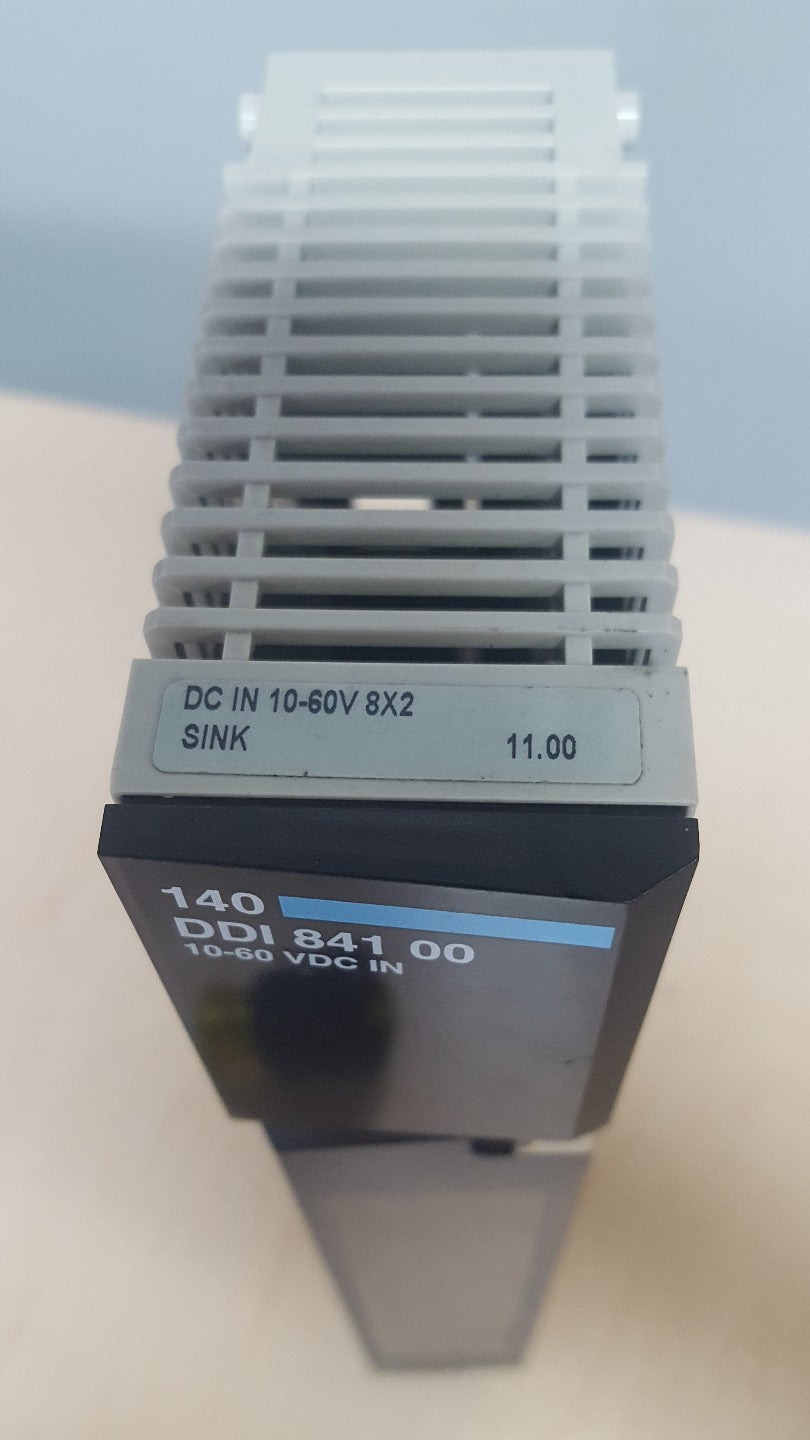 DC IN 10-60V 8X2
SINK 11.00
140
DDI 841 00
10-60 VDC IN